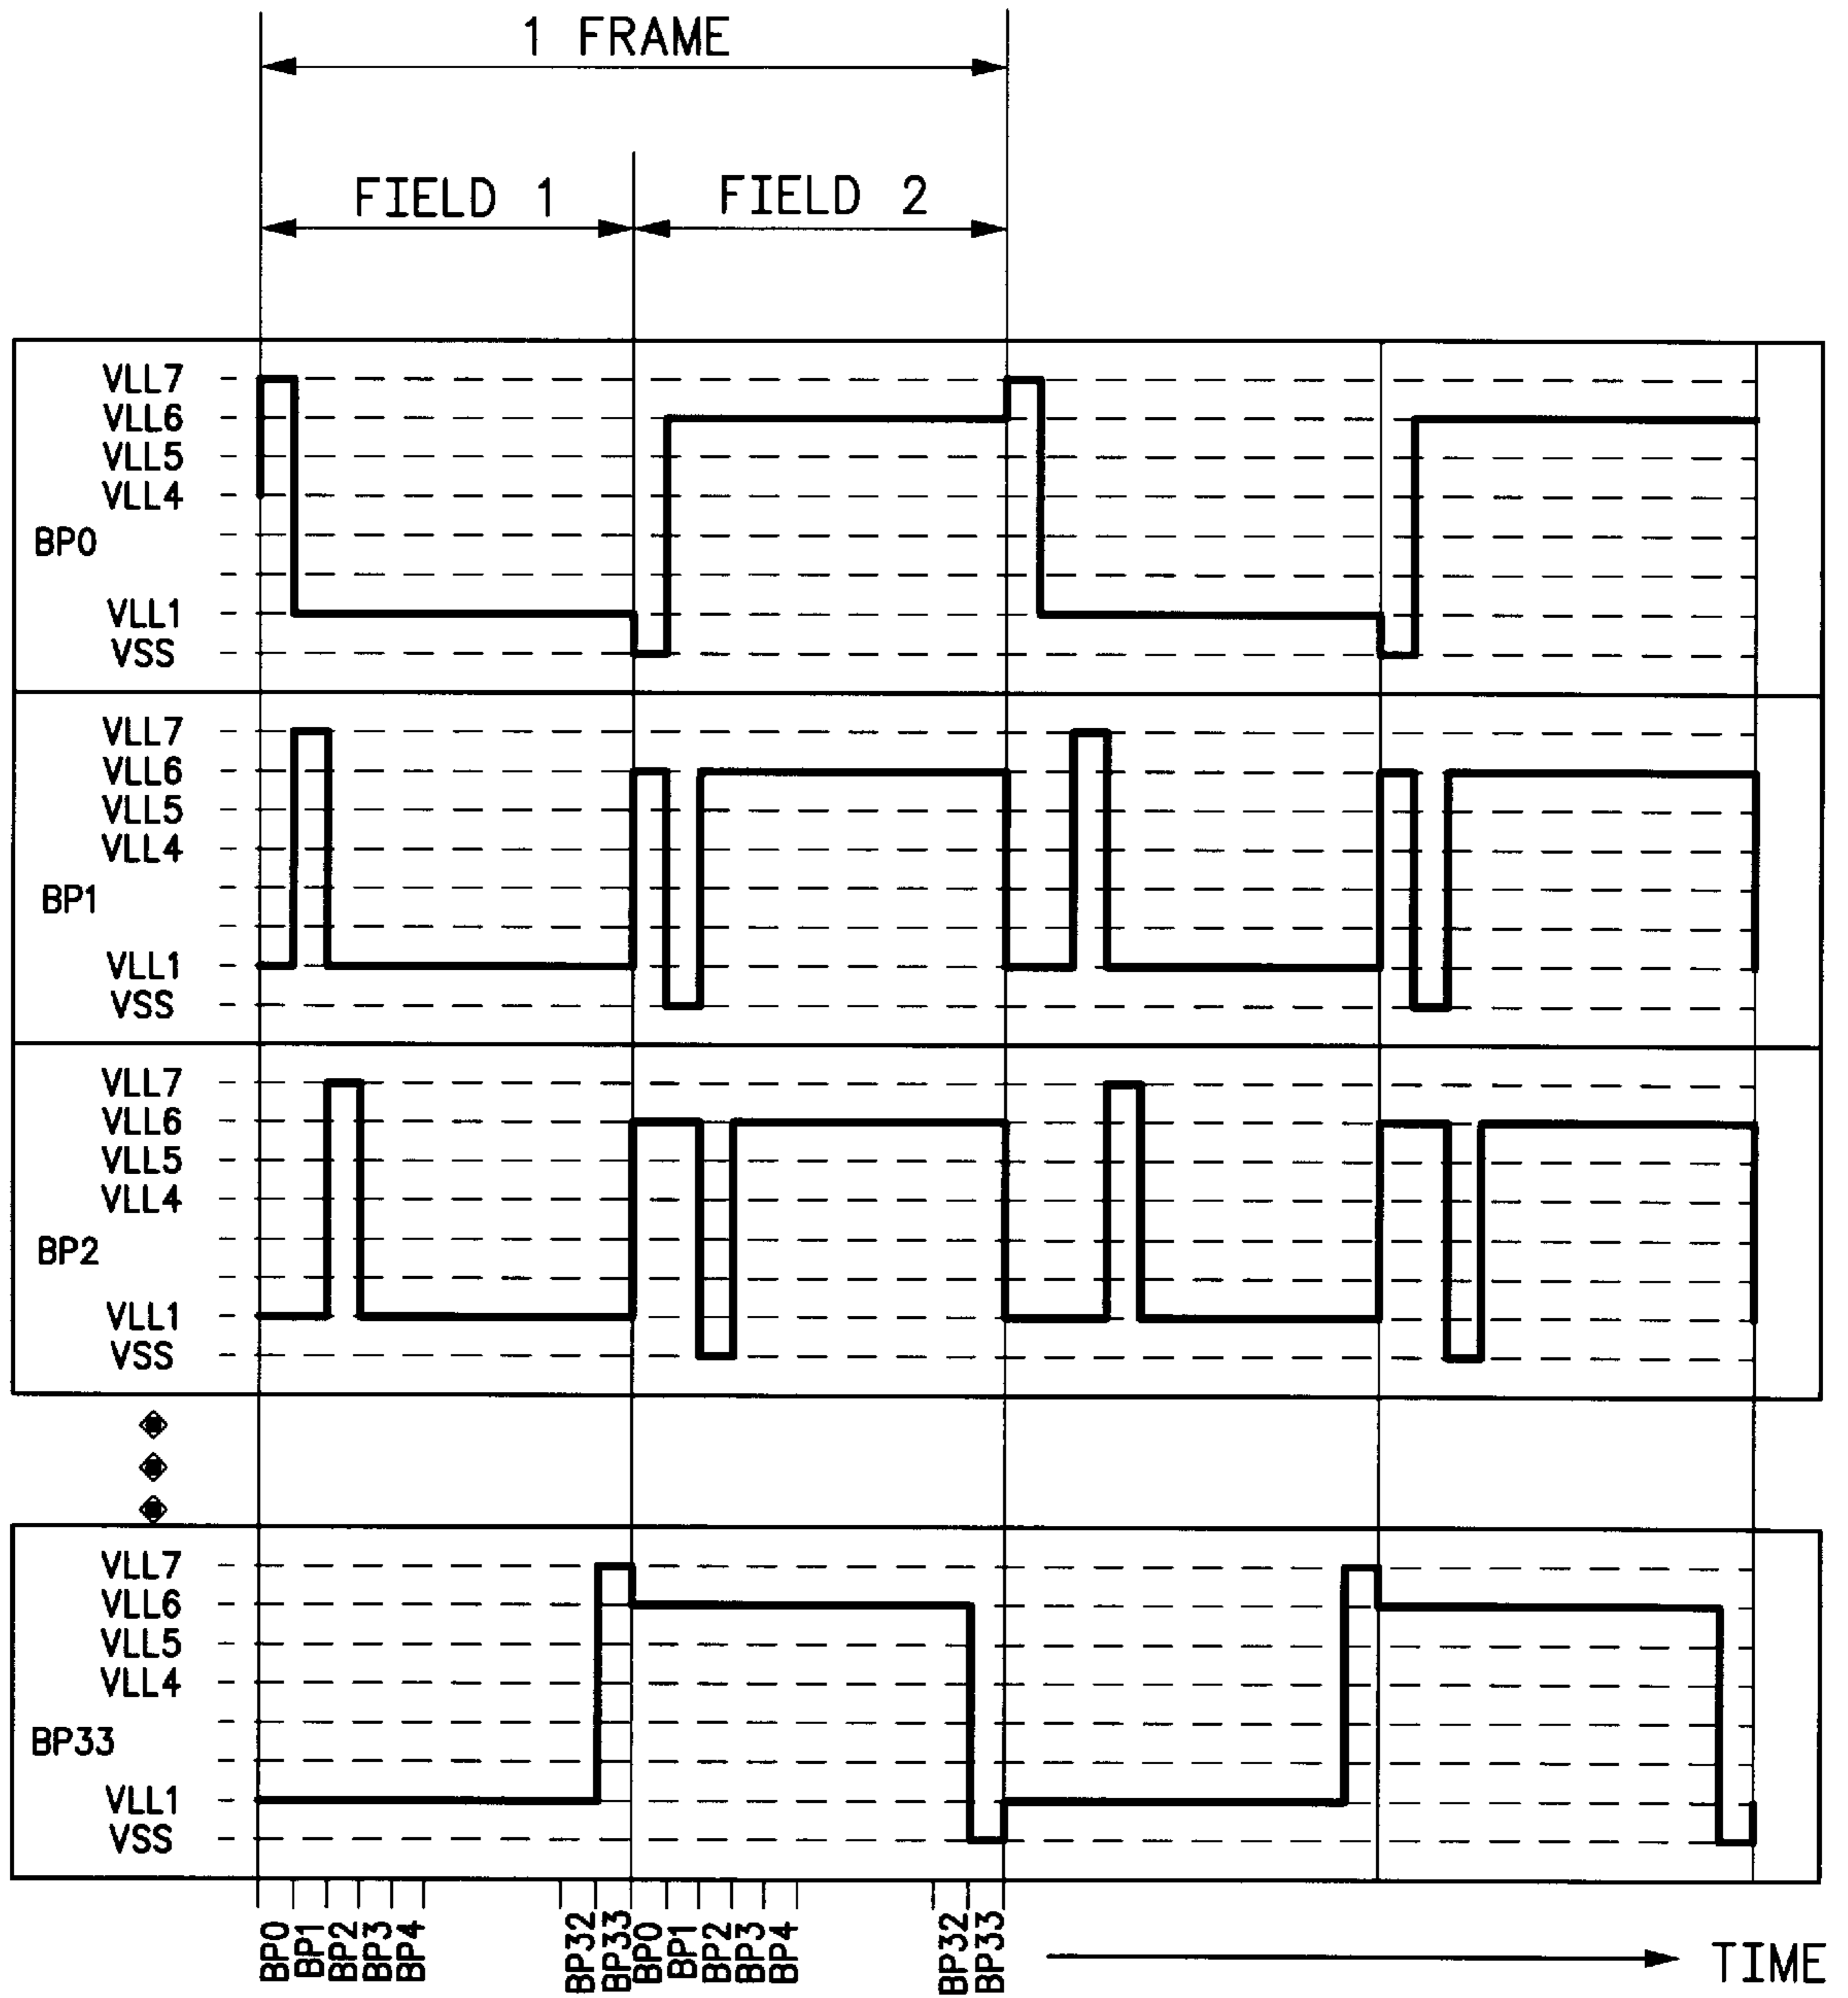 1 FRAME
FIELD 1
FIELD 2
VLL7
VLL6
VLL5
VLL4
BP0
VLL1
VSS
VLL7
VLL6
VLL5
VLL4
BP1
VLL1
VSS
VLL7
VLL6
VLL5
VLL4
BP2
VLL1
VSS
VLL7
VLL6
VLL5
VLL4
BP33
VLL1
VSS
BP0
BP1
BP2
BP3
BP4
BP32
BP33
BP0
BP1
BP2
BP3
BP4
BP32
BP33
TIME